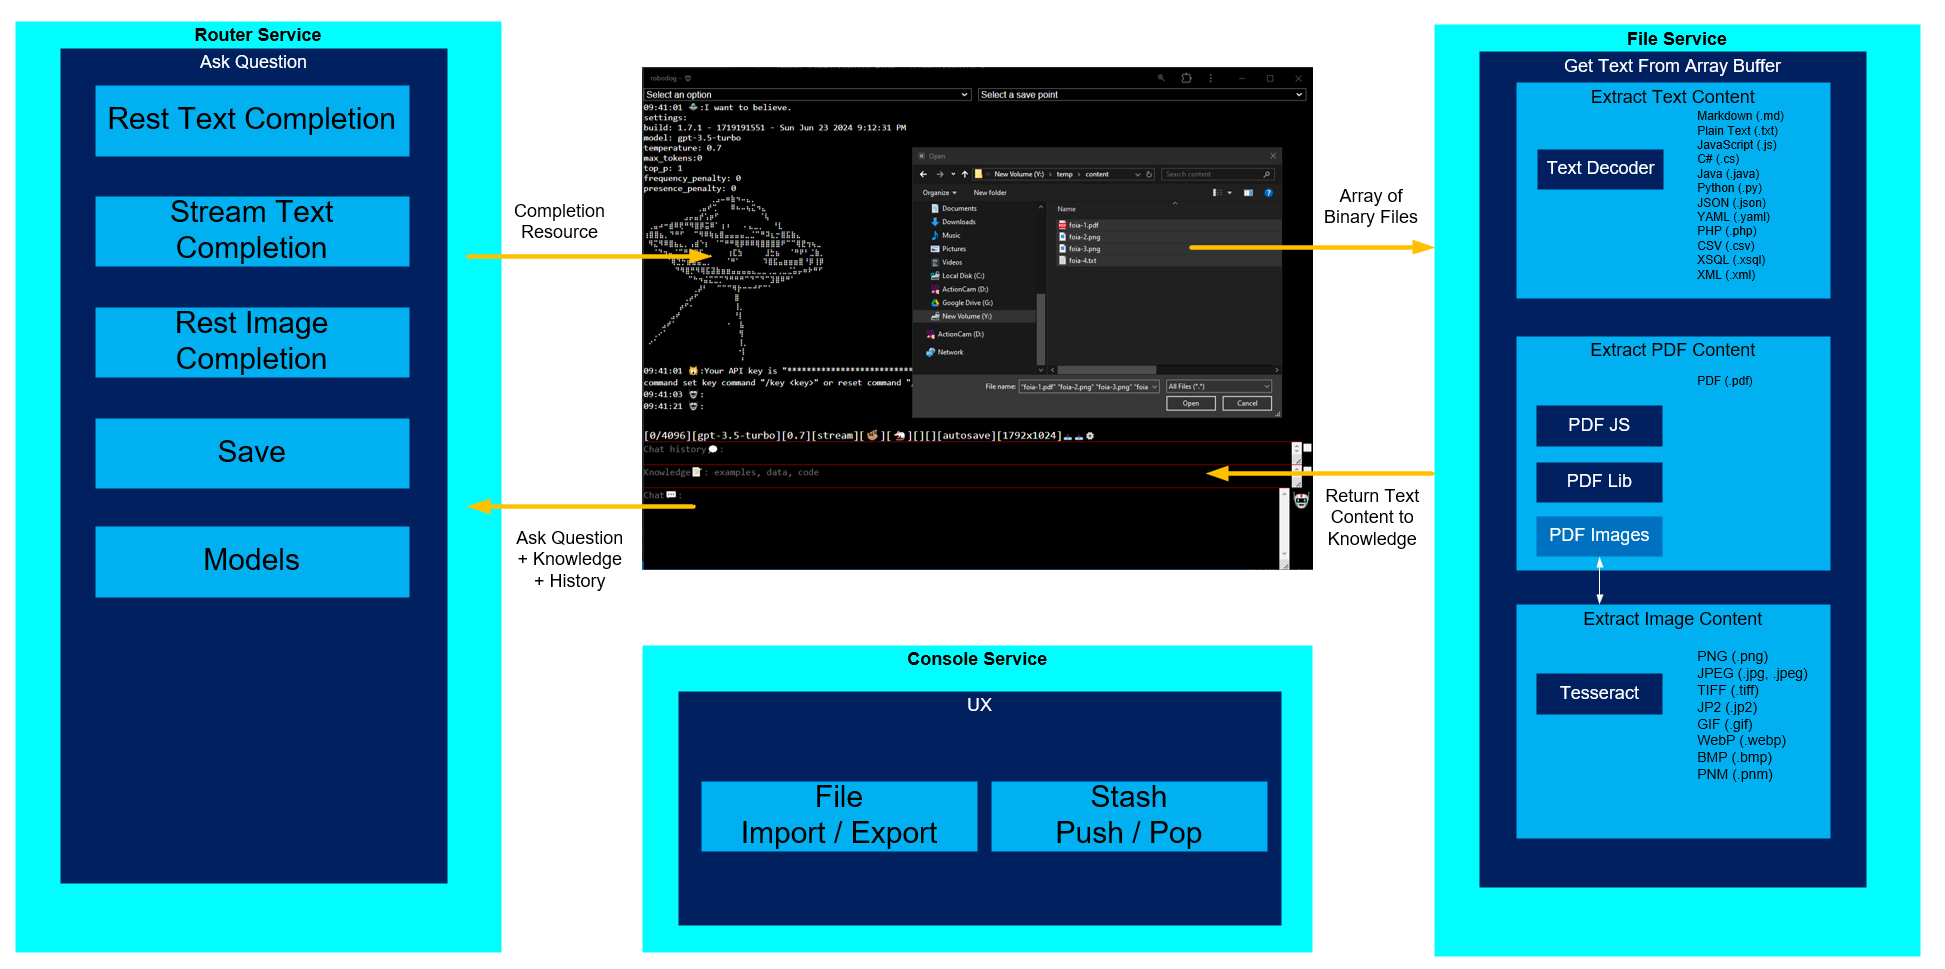 Router Service
Ask Question
Rest Text Completion
Stream Text
Completion
Rest Image
Completion
Save
Models
Completion
Resource
Ask Question
+ Knowledge
+ History
robodog -
Select an option
Select a save point
09:41:01 :I want to believe.
settings:
build: 1.7.1 - 1719191551 - Sun Jun 23 2024 9:12:31 PM
model: gpt-3.5-turbo
temperature: 0.7
max_tokens:0
top_p: 1
frequency_penalty: 0
presence_penalty: 0
Open
New Volume (Y:) › temp › content
Search content
Organize
New folder
Documents
Downloads
Music
Pictures
Videos
Local Disk (C:)
ActionCam (D:)
Google Drive (G:)
New Volume (Y:)
ActionCam (D:)
Network
Name
foia-1.pdf
foia-2.png
foia-3.png
foia-4.txt
File name: "foia-1.pdf" "foia-2.png" "foia-3.png" "foia
All Files (*.*)
Open
Cancel
09:41:01 :Your API key is "***************************
command set key command "/key <key>" or reset command "
09:41:03 :
09:41:21 :
[0/4096][gpt-3.5-turbo][0.7][stream][ ][ ][][][autosave][1792x1024]
Chat history :
Knowledge : examples, data, code
Chat :
Array of
Binary Files
Return Text
Content to
Knowledge
Console Service
UX
File
Import / Export
Stash
Push / Pop
File Service
Get Text From Array Buffer
Extract Text Content
Text Decoder
Markdown (.md)
Plain Text (.txt)
JavaScript (.js)
C# (.cs)
Java (.java)
Python (.py)
JSON (.json)
YAML (.yaml)
PHP (.php)
CSV (.csv)
XSQL (.xsql)
XML (.xml)
Extract PDF Content
PDF (.pdf)
PDF JS
PDF Lib
PDF Images
Extract Image Content
Tesseract
PNG (.png)
JPEG (.jpg, .jpeg)
TIFF (.tiff)
JP2 (.jp2)
GIF (.gif)
WebP (.webp)
BMP (.bmp)
PNM (.pnm)